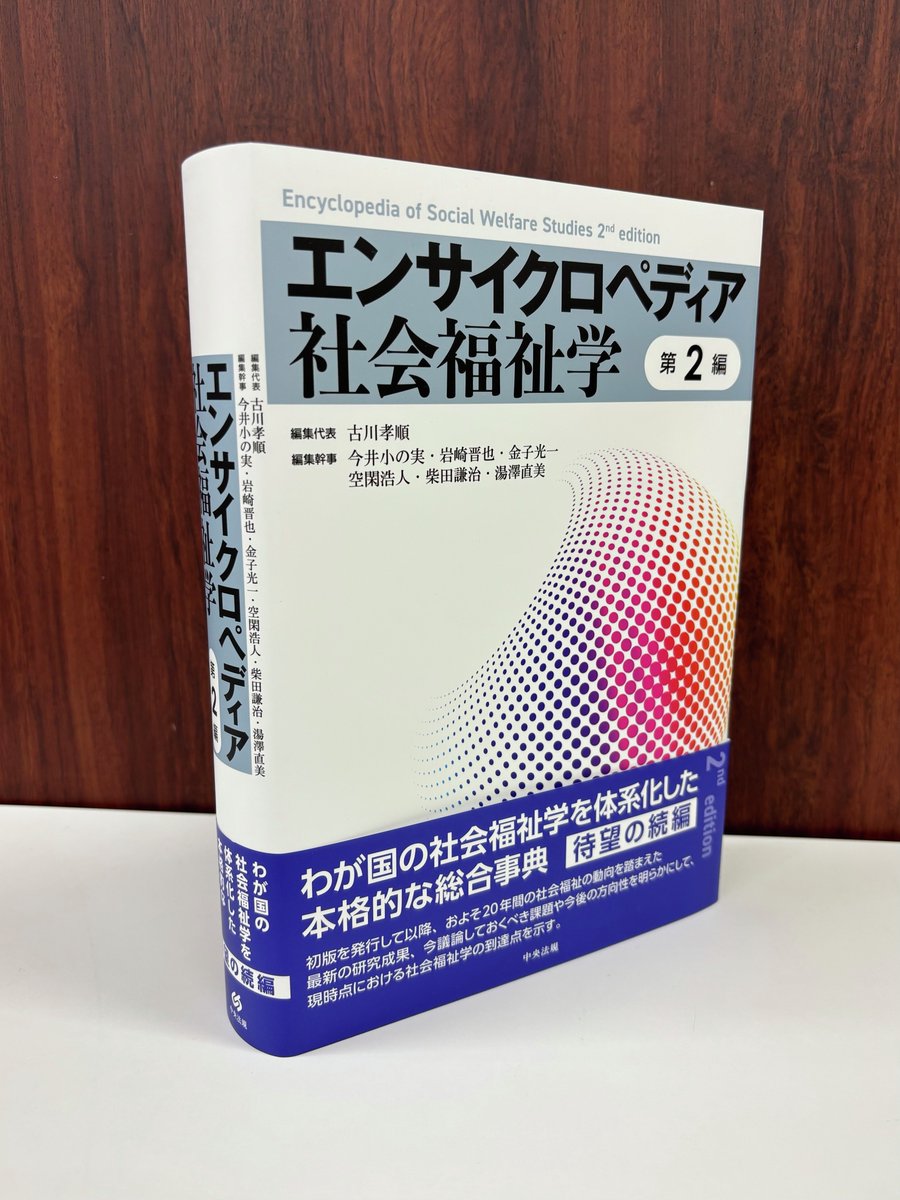 Encyclopedia of Social Welfare Studies 2nd edition
エンサイクロペディア
社会福祉学
第2編
編集代表 古川孝順
編集幹事 今井小の実・岩崎晋也・金子光一
空閑浩人・柴田謙治・湯澤直美
2nd edition
わが国の社会福祉学を体系化した
本格的な総合事典 待望の続編
初版を発行して以降、およそ20年間の社会福祉の動向を踏まえた
最新の研究成果、今議論しておくべき課題や今後の方向性を明らかにして、
現時点における社会福祉学の到達点を示す。
中央法規
編集代表 古川孝順
編集幹事 今井小の実・岩崎晋也・金子光一・空閑浩人・柴田謙治・湯澤直美
エンサイクロペディア
社会福祉学
第2編
わが国の
社会福祉学を
体系化した
待望の続編
中央法規